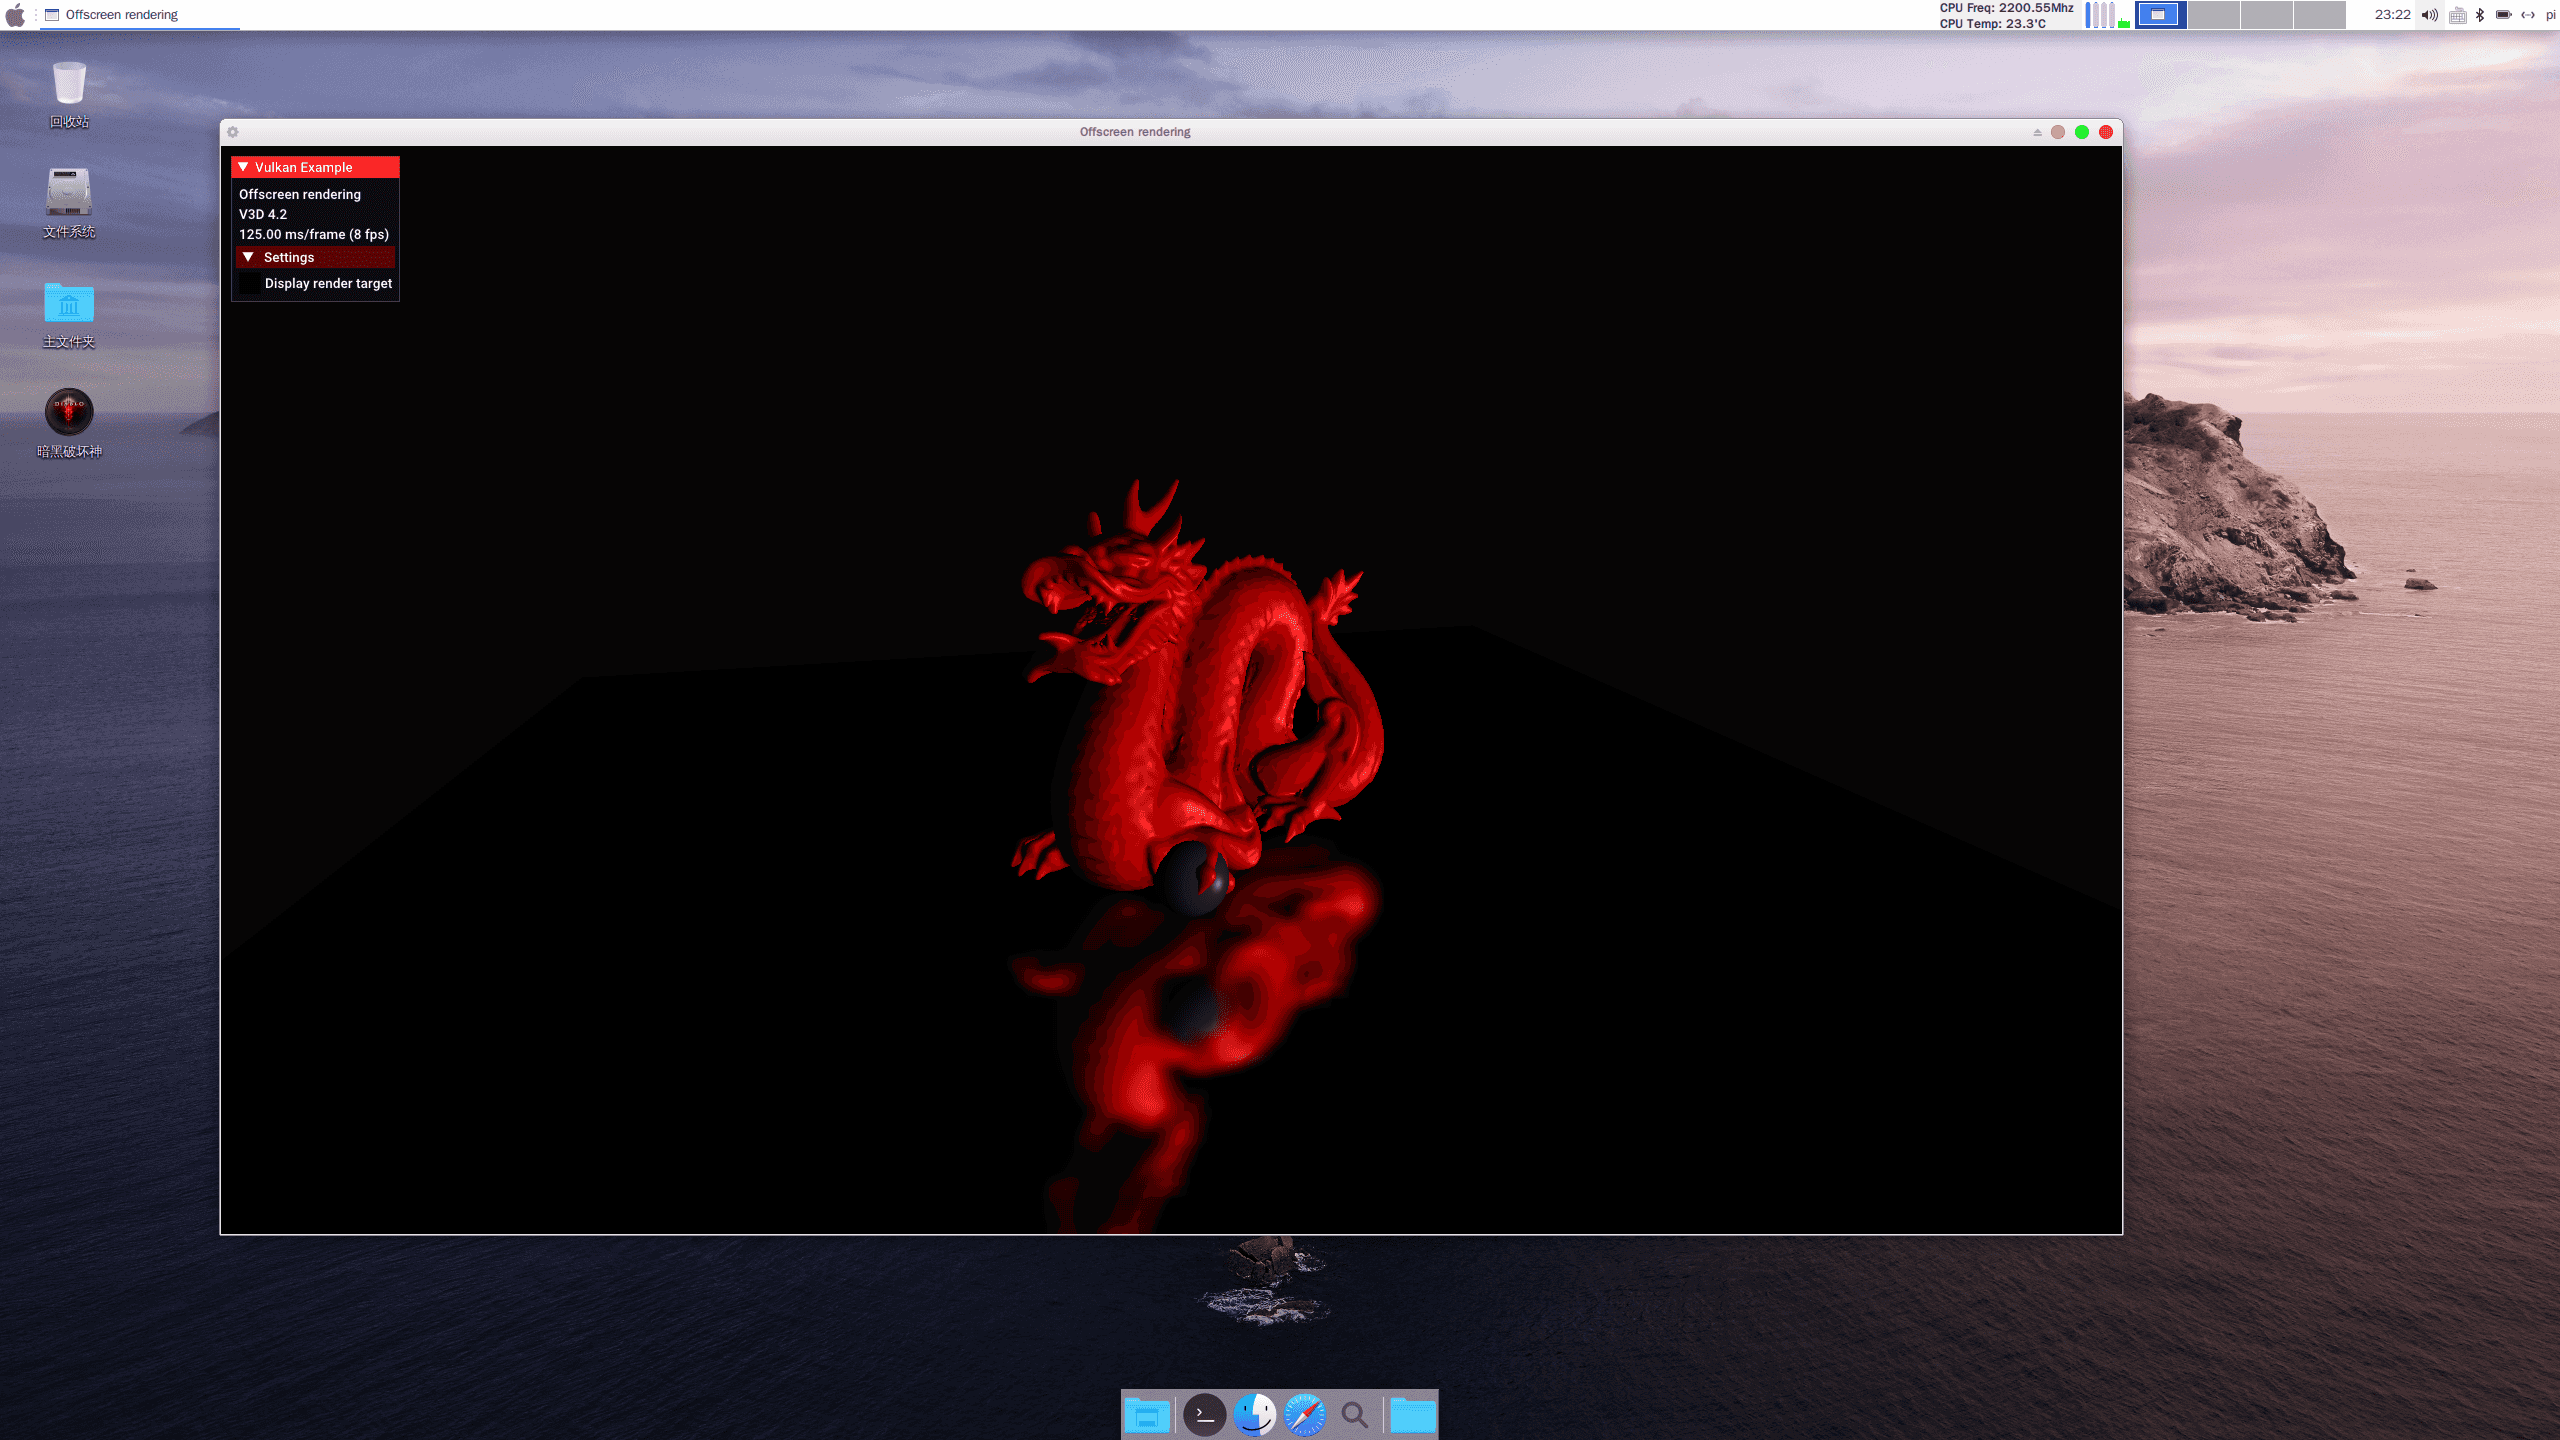 Offscreen rendering
CPU Freq: 2200.55Mhz
CPU Temp: 23.3'C
23:22
pi
回收站
文件系统
主文件夹
DIABLO
暗黑破坏神
Offscreen rendering
Vulkan Example
Offscreen rendering
V3D 4.2
125.00 ms/frame (8 fps)
Settings
Display render target